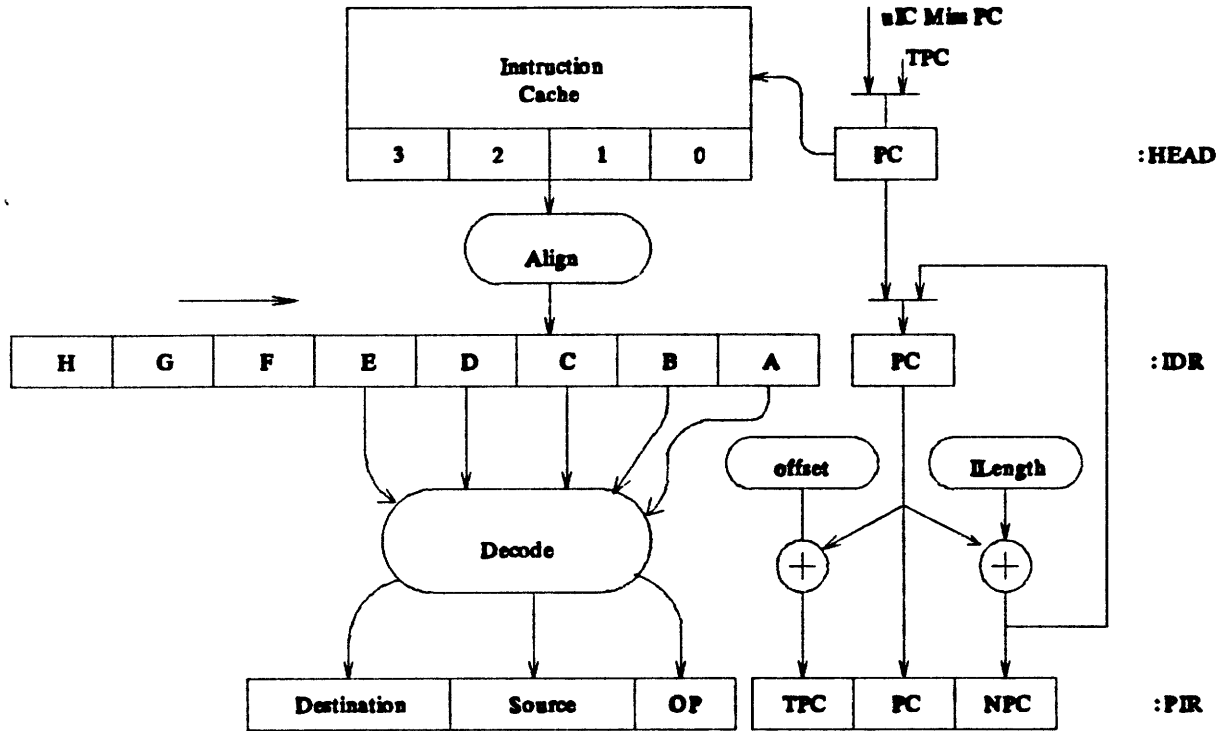 uIC Miss PC
TPC
Instruction
Cache
3 2 1 0
PC
:HEAD
Align
H G F E D C B A
PC
:IDR
offset
ILength
Decode
+
+
Destination Source OP
TPC PC NPC
:PIR